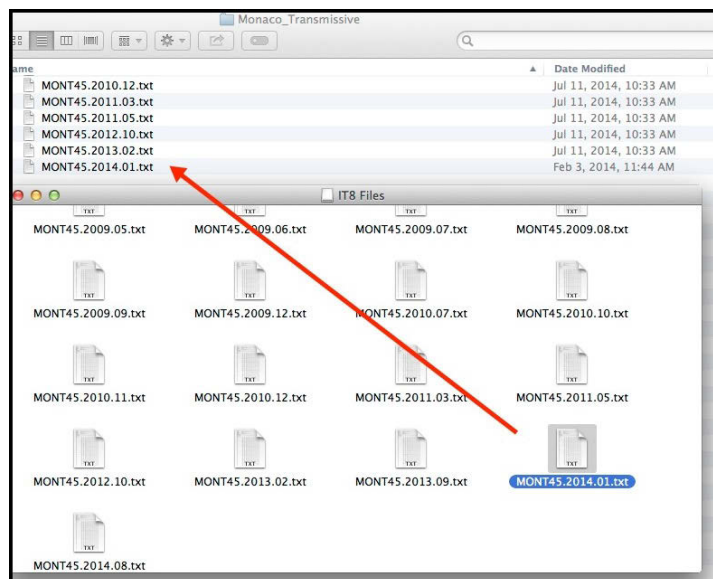 Monaco_Transmissive
ame
Date Modified
MONT45.2010.12.txt Jul 11, 2014, 10:33 AM
MONT45.2011.03.txt Jul 11, 2014, 10:33 AM
MONT45.2011.05.txt Jul 11, 2014, 10:33 AM
MONT45.2012.10.txt Jul 11, 2014, 10:33 AM
MONT45.2013.02.txt Jul 11, 2014, 10:33 AM
MONT45.2014.01.txt Feb 3, 2014, 11:44 AM
IT8 Files
TXT TXT TXT TXT
MONT45.2009.05.txt MONT45.2009.06.txt MONT45.2009.07.txt MONT45.2009.08.txt
TXT TXT TXT TXT
MONT45.2009.09.txt MONT45.2009.12.txt MONT45.2010.07.txt MONT45.2010.10.txt
TXT TXT TXT TXT
MONT45.2010.11.txt MONT45.2010.12.txt MONT45.2011.03.txt MONT45.2011.05.txt
TXT TXT TXT TXT
MONT45.2012.10.txt MONT45.2013.02.txt MONT45.2013.09.txt MONT45.2014.01.txt
TXT
MONT45.2014.08.txt